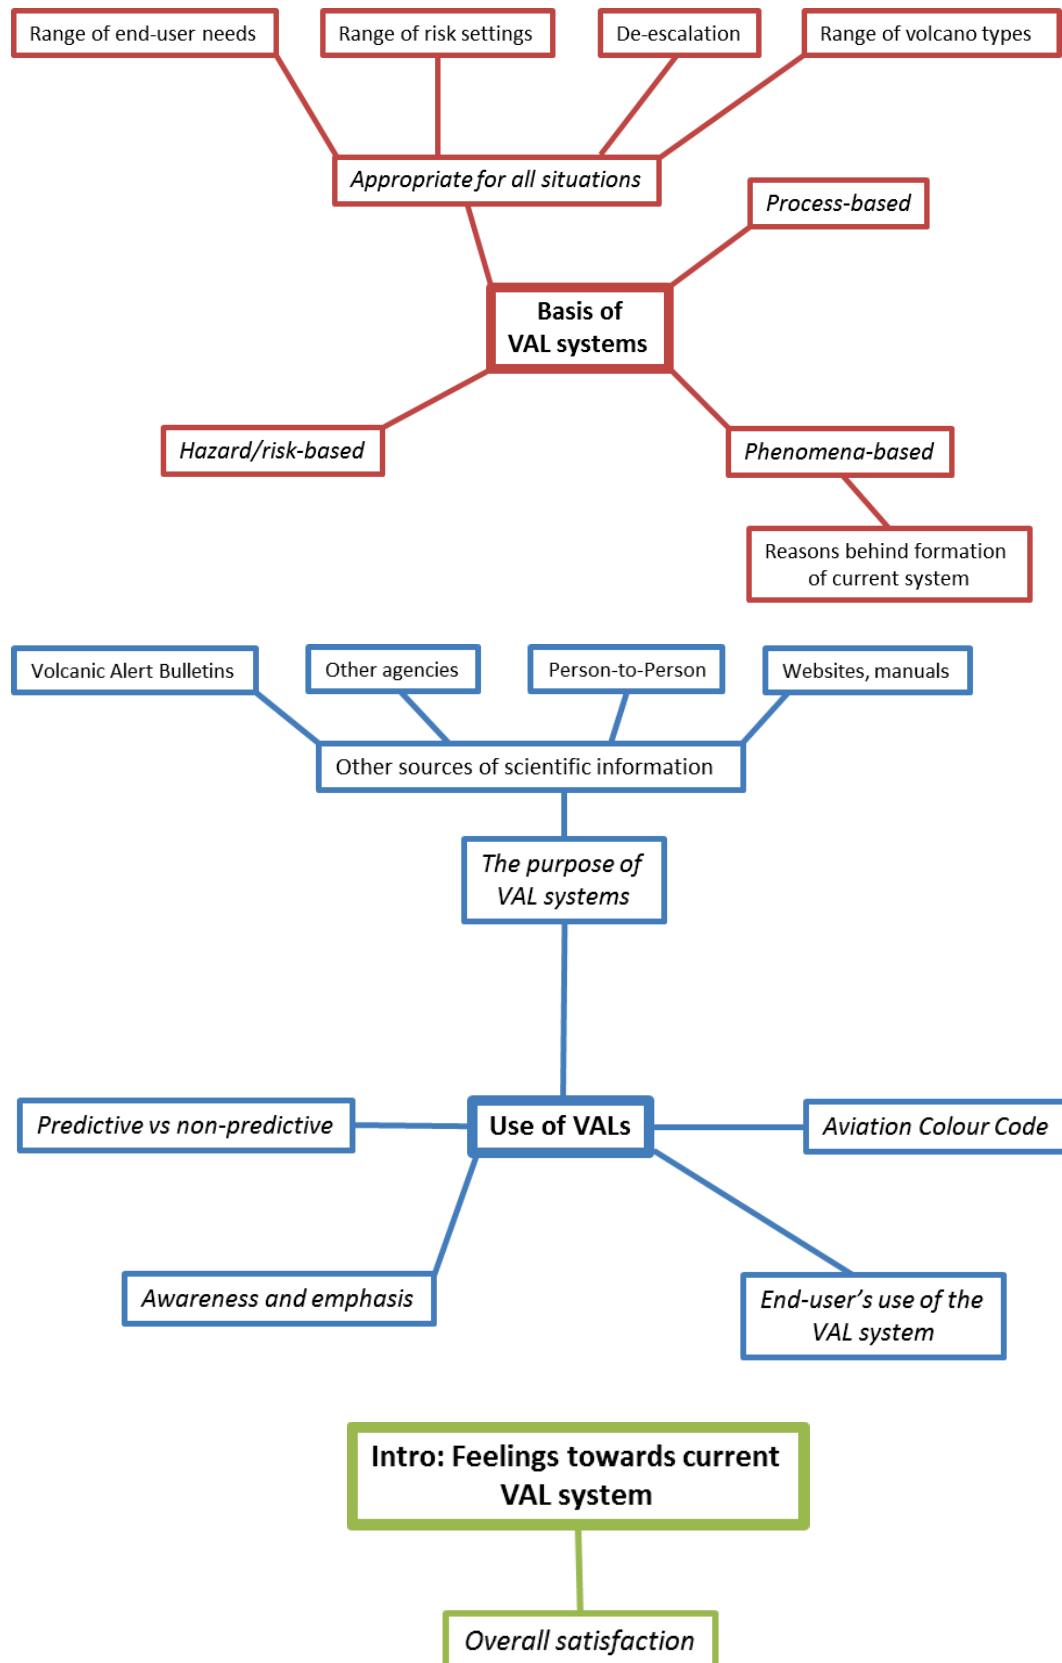 Range of end-user needs
Range of risk settings
De-escalation
Range of volcano types
Appropriate for all situations
Process-based
Basis of
VAL systems
Hazard/risk-based
Phenomena-based
Reasons behind formation
of current system
Volcanic Alert Bulletins
Other agencies
Person-to-Person
Websites, manuals
Other sources of scientific information
The purpose of
VAL systems
Predictive vs non-predictive
Use of VALs
Aviation Colour Code
Awareness and emphasis
End-user’s use of the
VAL system
Intro: Feelings towards current
VAL system
Overall satisfaction